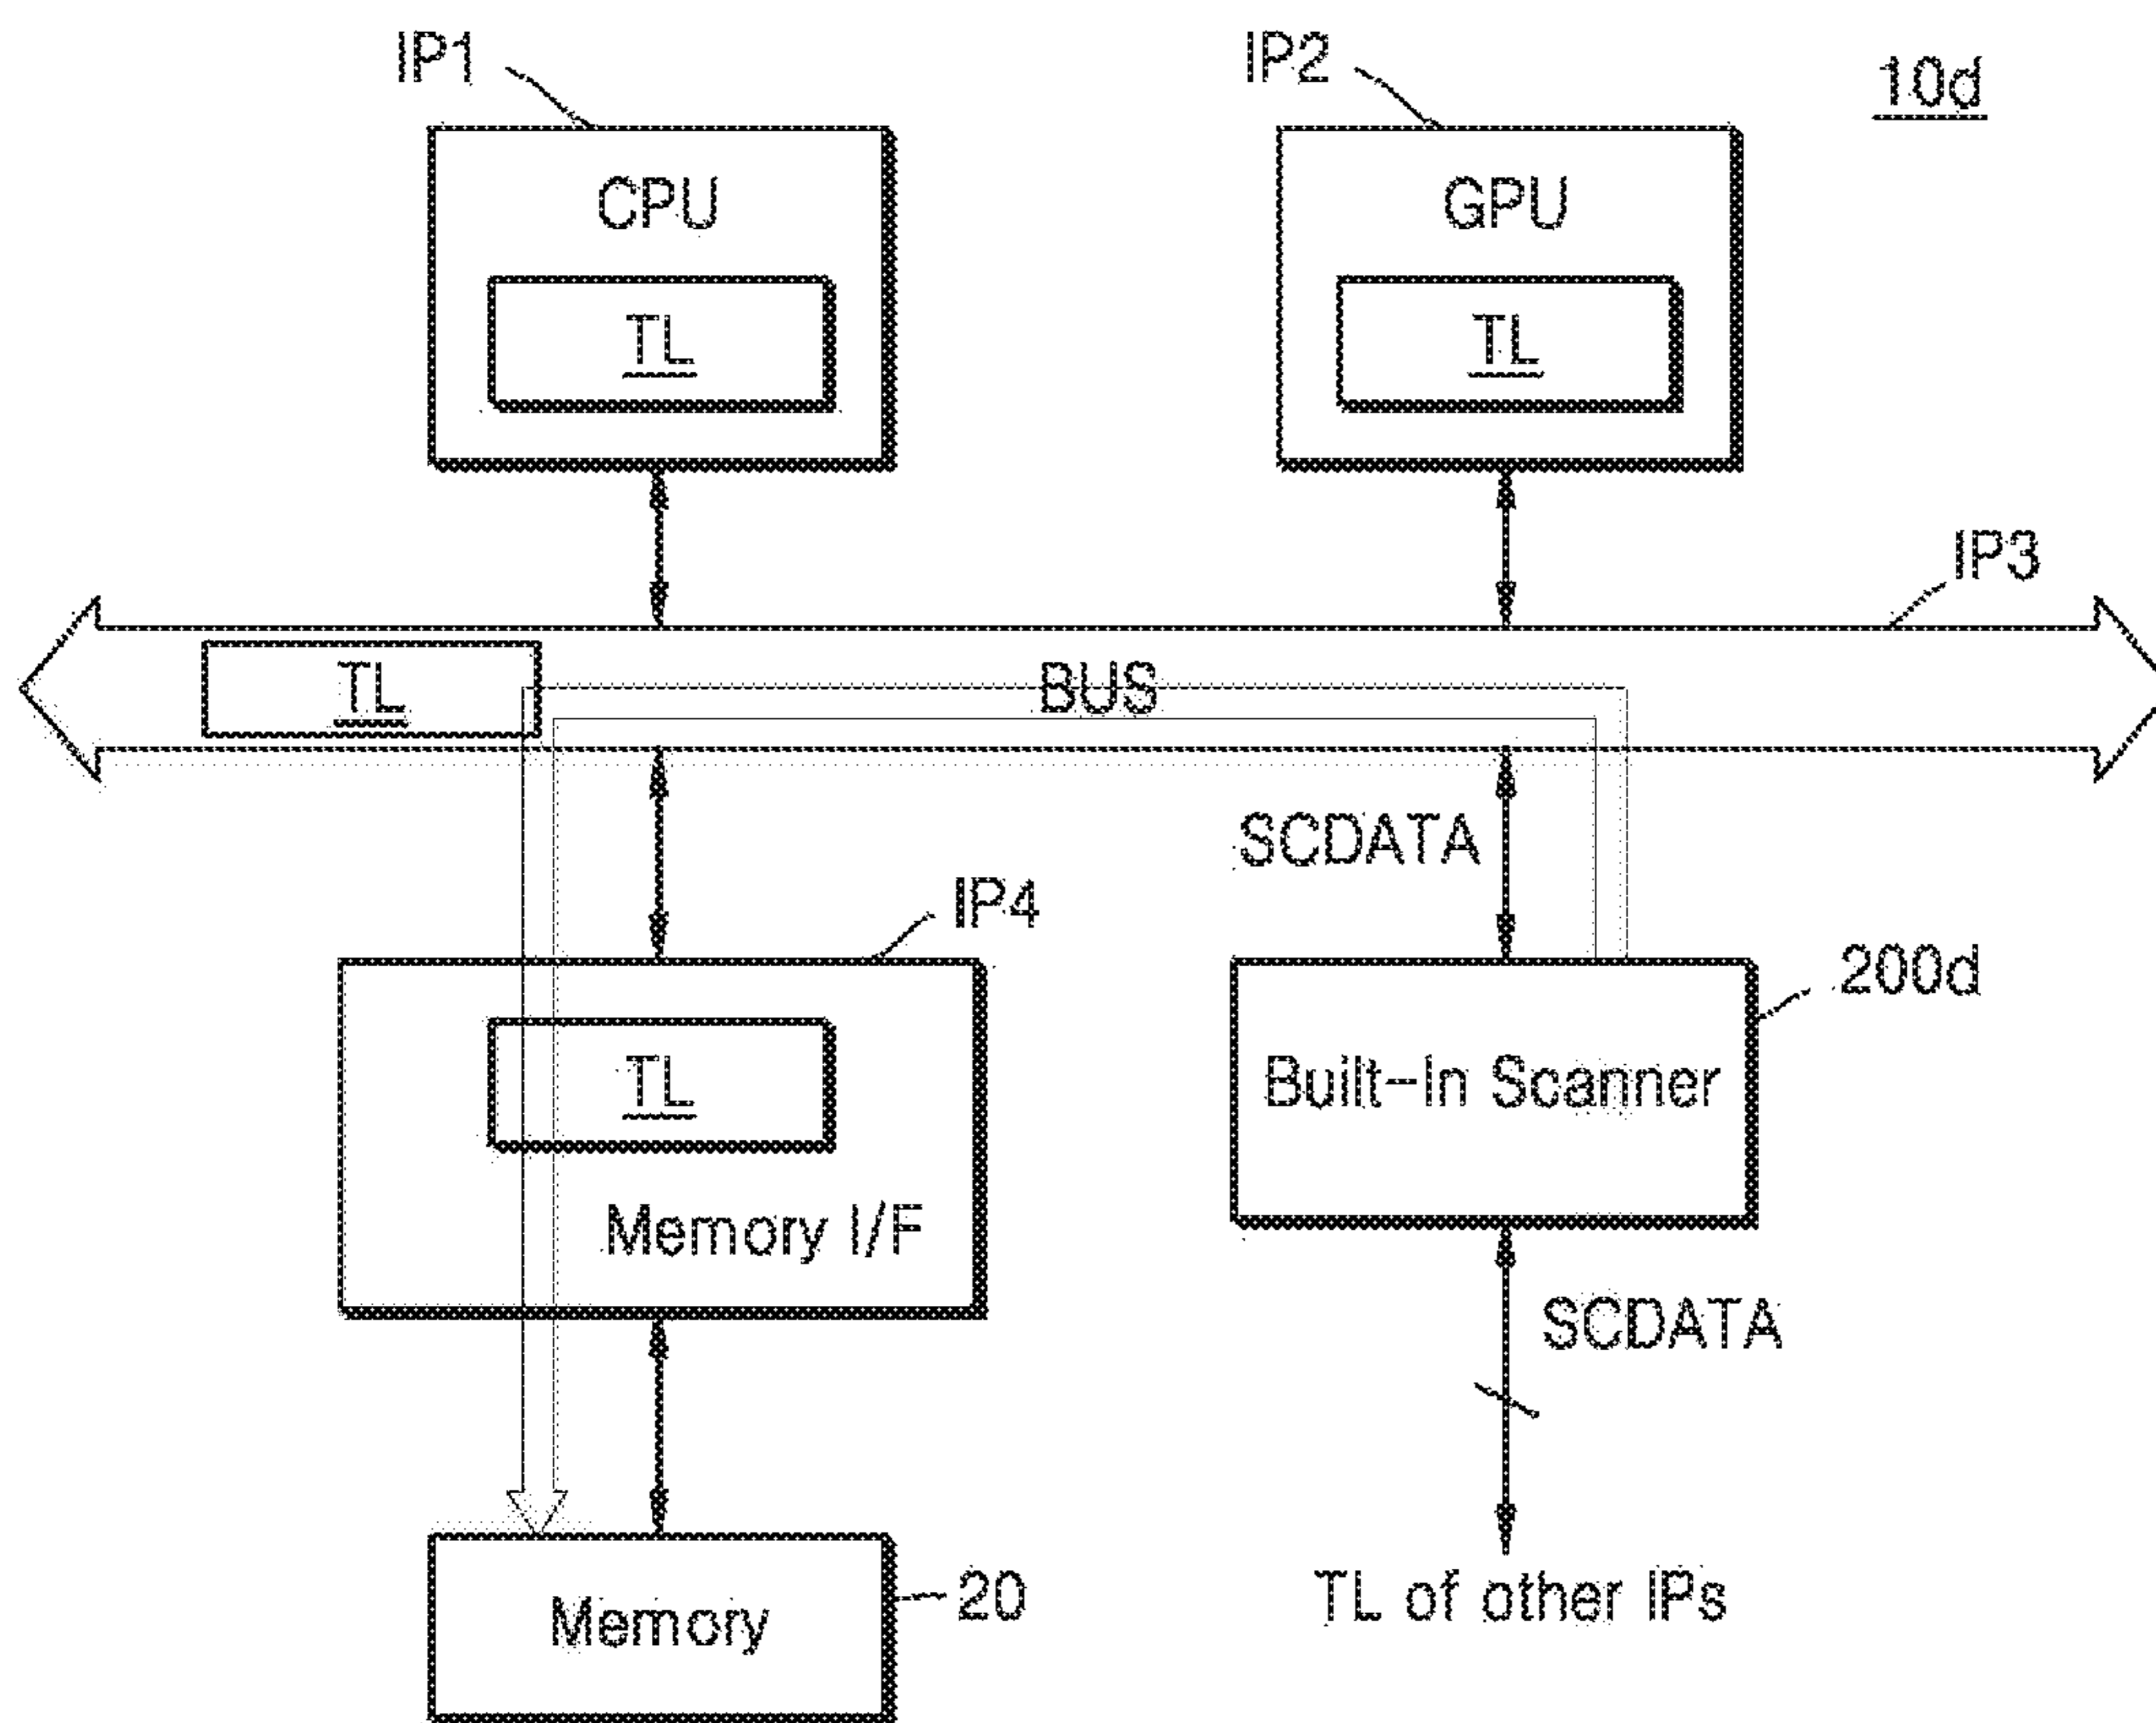 IP1
IP2
10d
CPU
GPU
TL
TL
IP3
TL
BUS
SCDATA
IP4
200d
TL
Built-In Scanner
Memory I/F
SCDATA
Memory
20
TL of other IPs